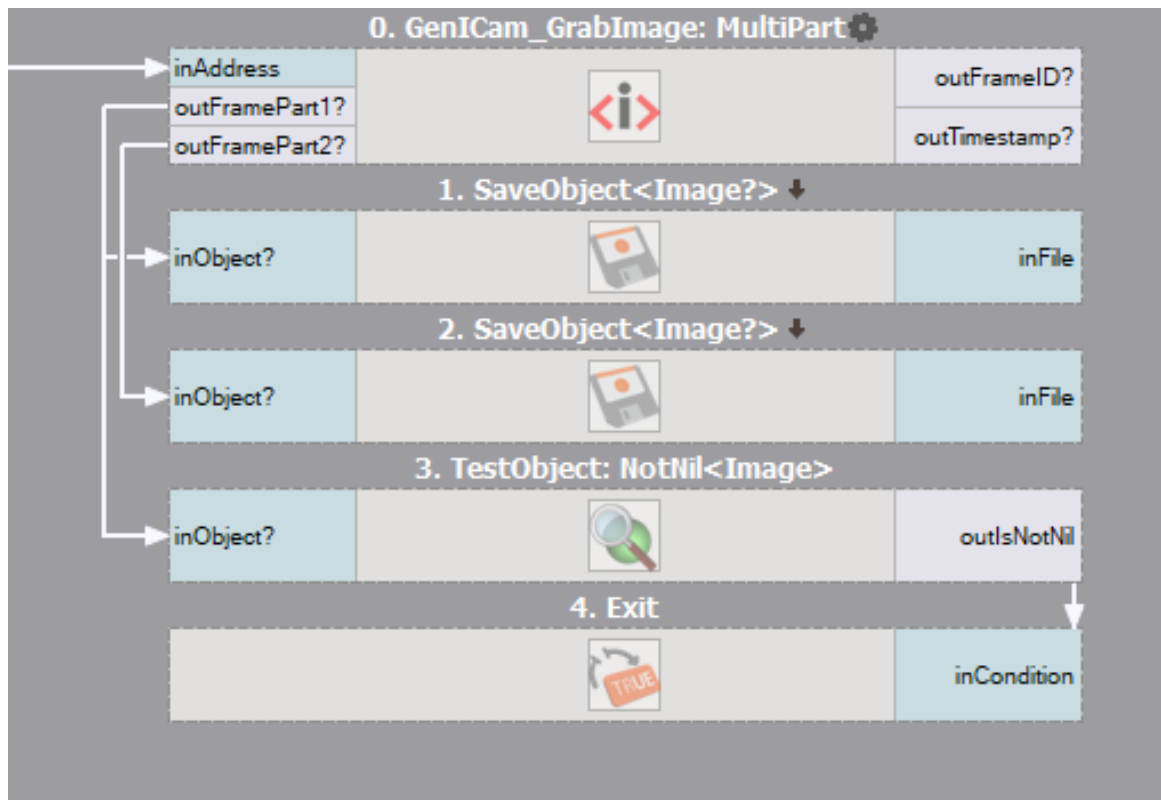 0. GenICam_GrabImage: MultiPart
inAddress
outFramePart1?
outFramePart2?
outFrameID?
outTimestamp?
1. SaveObject<Image?>
inObject?
inFile
2. SaveObject<Image?>
inObject?
inFile
3. TestObject: NotNil<Image>
inObject?
outIsNotNil
4. Exit
TRUE
inCondition